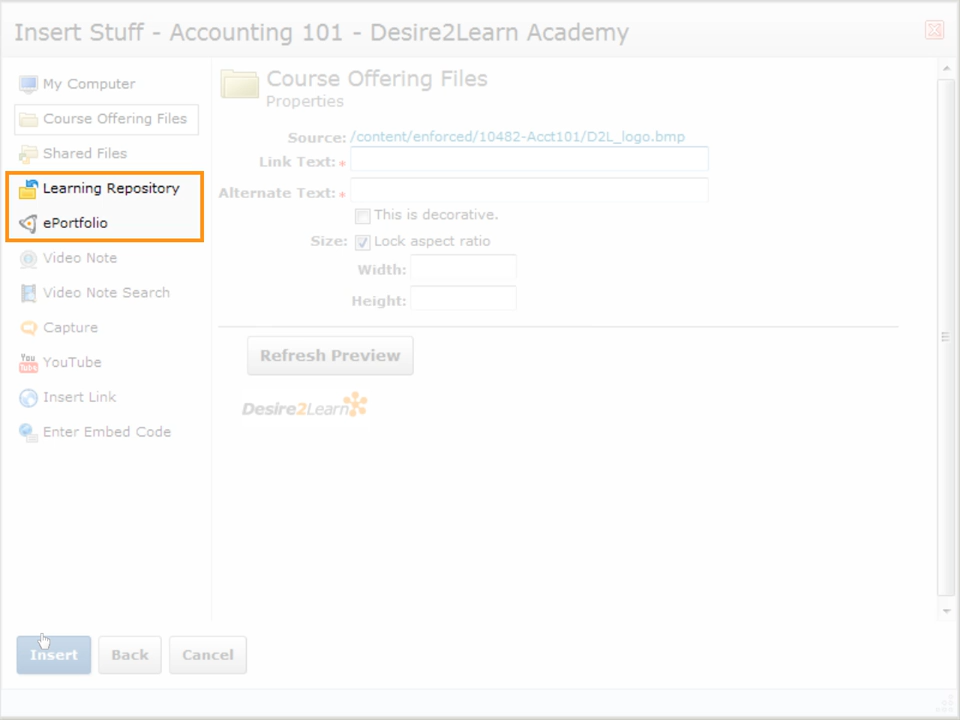 Insert Stuff - Accounting 101 - Desire2Learn Academy
My Computer
Course Offering Files
Shared Files
Learning Repository
ePortfolio
Video Note
Video Note Search
Capture
You Tube YouTube
Insert Link
Enter Embed Code
Course Offering Files
Properties
Source: /content/enforced/10482-Acct101/D2L_logo.bmp
Link Text: *
Alternate Text: *
This is decorative.
Size: Lock aspect ratio
Width:
Height:
Refresh Preview
Desire2Learn
Insert Back Cancel